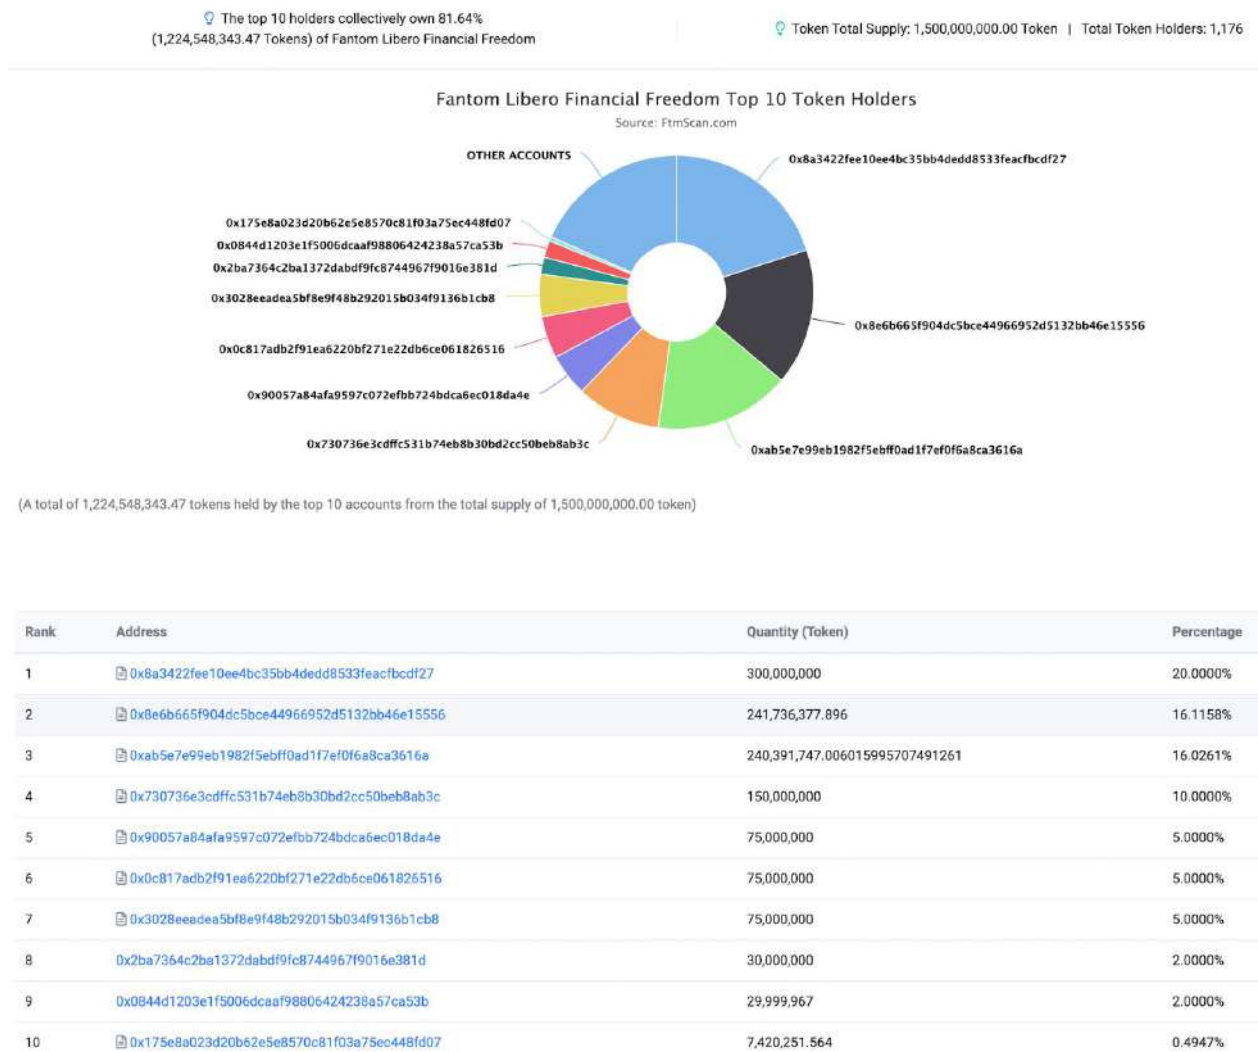 The top 10 holders collectively own 81.64%
(1,224,548,343.47 Tokens) of Fantom Libero Financial Freedom
Token Total Supply: 1,500,000,000.00 Token | Total Token Holders: 1,176
Fantom Libero Financial Freedom Top 10 Token Holders
Source: FtmScan.com
OTHER ACCOUNTS
0x8a3422fee10ee4bc35bb4dedd8533feacfbcdf27
0x175e8a023d20b62e5e8570c81f03a75ec448fd07
0x0844d1203e1f5006dcaaf98806424238a57ca53b
0x2ba7364c2ba1372dabdf9fc8744967f9016e381d
0x3028eeadea5bf8e9f48b292015b034f9136b1cb8
0x8e6b665f904dc5bce44966952d5132bb46e15556
0x0c817adb2f91ea6220bf271e22db6ce061826516
0x90057a84afa9597c072efbb724bdca6ec018da4e
0x730736e3cdffc531b74eb8b30bd2cc50beb8ab3c
0xab5e7e99eb1982f5ebff0ad1f7ef0f6a8ca3616a
(A total of 1,224,548,343.47 tokens held by the top 10 accounts from the total supply of 1,500,000,000.00 token)
Rank Address Quantity (Token) Percentage
1 0x8a3422fee10ee4bc35bb4dedd8533feacfbcdf27 300,000,000 20.0000%
2 0x8e6b665f904dc5bce44966952d5132bb46e15556 241,736,377.896 16.1158%
3 0xab5e7e99eb1982f5ebff0ad1f7ef0f6a8ca3616a 240,391,747.006015995707491261 16.0261%
4 0x730736e3cdffc531b74eb8b30bd2cc50beb8ab3c 150,000,000 10.0000%
5 0x90057a84afa9597c072efbb724bdca6ec018da4e 75,000,000 5.0000%
6 0x0c817adb2f91ea6220bf271e22db6ce061826516 75,000,000 5.0000%
7 0x3028eeadea5bf8e9f48b292015b034f9136b1cb8 75,000,000 5.0000%
8 0x2ba7364c2ba1372dabdf9fc8744967f9016e381d 30,000,000 2.0000%
9 0x0844d1203e1f5006dcaaf98806424238a57ca53b 29,999,967 2.0000%
10 0x175e8a023d20b62e5e8570c81f03a75ec448fd07 7,420,251.564 0.4947%